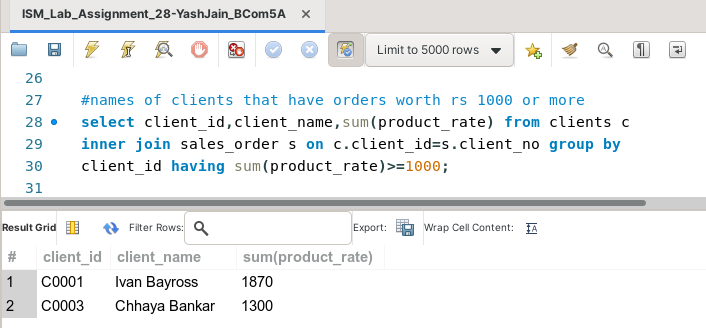 ISM_Lab_Assignment_28-YashJain_BCom5A ×
Limit to 5000 rows
26
27 #names of clients that have orders worth rs 1000 or more
28 select client_id,client_name,sum(product_rate) from clients c
29 inner join sales_order s on c.client_id=s.client_no group by
30 client_id having sum(product_rate)>=1000;
31
Result Grid Filter Rows: Export: Wrap Cell Content:
# client_id client_name sum(product_rate)
1 C0001 Ivan Bayross 1870
2 C0003 Chhaya Bankar 1300